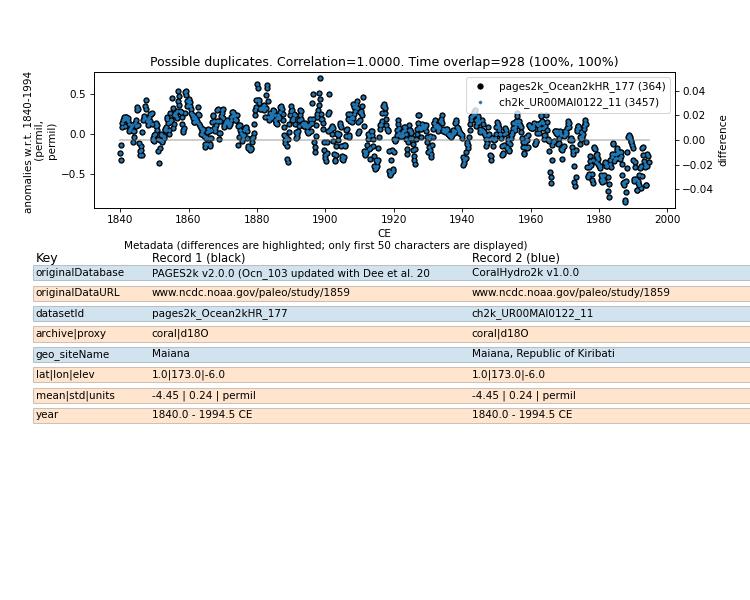 Possible duplicates. Correlation=1.0000. Time overlap=928 (100%, 100%)
anomalies w.r.t. 1840-1994
(permil,
permil)
0.5
0.0
−0.5
pages2k_Ocean2kHR_177 (364)
ch2k_UR00MAI0122_11 (3457)
0.04
0.02
0.00
−0.02
−0.04
difference
1840 1860 1880 1900 1920 1940 1960 1980 2000
CE
Metadata (differences are highlighted; only first 50 characters are displayed)
Key Record 1 (black) Record 2 (blue)
originalDatabase PAGES2k v2.0.0 (Ocn_103 updated with Dee et al. 20 CoralHydro2k v1.0.0
originalDataURL www.ncdc.noaa.gov/paleo/study/1859 www.ncdc.noaa.gov/paleo/study/1859
datasetId pages2k_Ocean2kHR_177 ch2k_UR00MAI0122_11
archive|proxy coral|d18O coral|d18O
geo_siteName Maiana Maiana, Republic of Kiribati
lat|lon|elev 1.0|173.0|-6.0 1.0|173.0|-6.0
mean|std|units -4.45 | 0.24 | permil -4.45 | 0.24 | permil
year 1840.0 - 1994.5 CE 1840.0 - 1994.5 CE